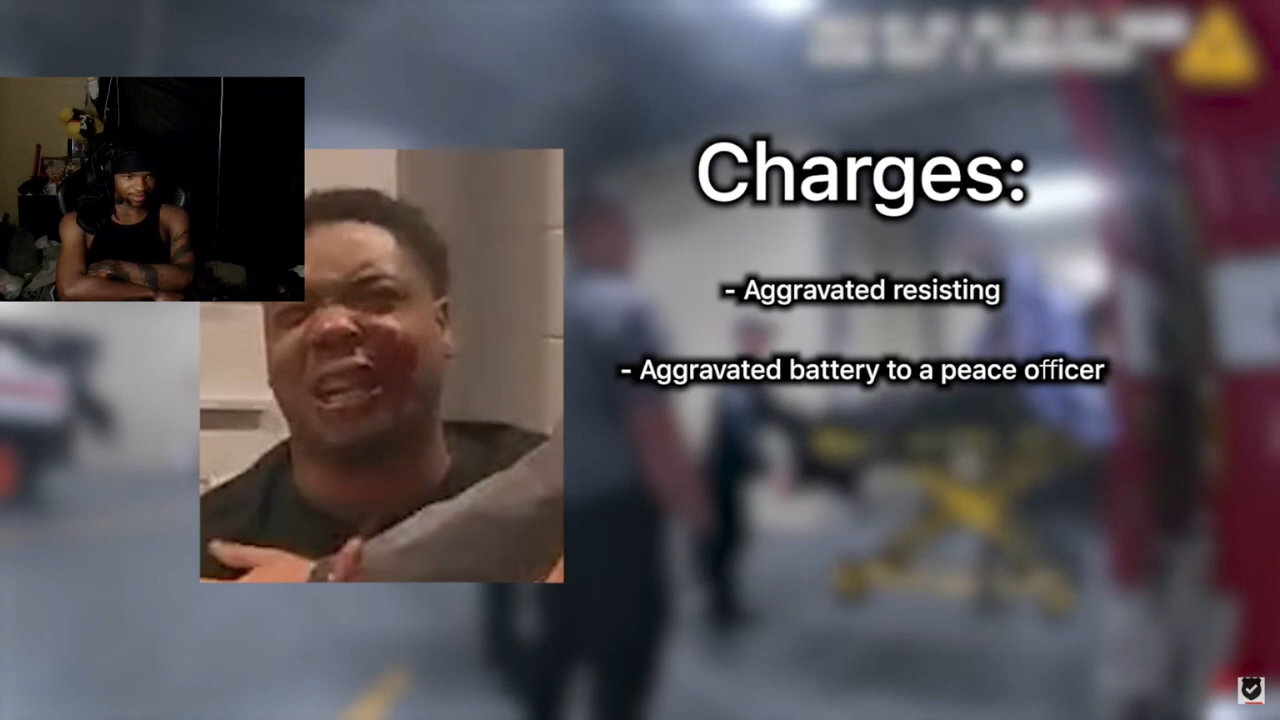 Charges:
- Aggravated resisting
- Aggravated battery to a peace officer